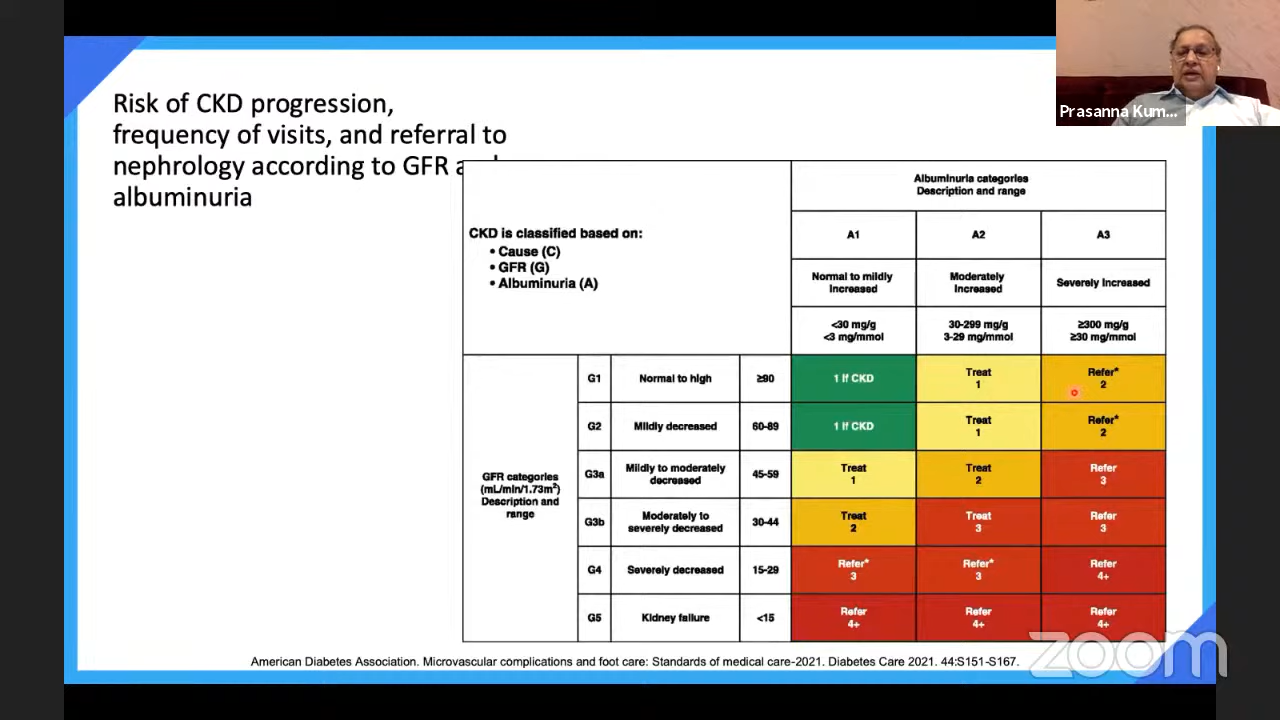 Prasanna Kum...
Risk of CKD progression,
frequency of visits, and referral to
nephrology according to GFR
albuminuria
Albuminuria categories
Description and range
CKD is classified based on:
• Cause (C)
• GFR (G)
• Albuminuria (A)
A1
A2
A3
Normal to mildly
increased
Moderately
increased
Severely increased
<30 mg/g
<3 mg/mmol
30-299 mg/g
3-29 mg/mmol
≥300 mg/g
≥30 mg/mmol
GFR categories
(mL/min/1.73m²)
Description and
range
G1
Normal to high
≥90
1 if CKD
Treat
1
Refer*
2
G2
Mildly decreased
60-89
1 if CKD
Treat
1
Refer*
2
G3a
Mildly to moderately
decreased
45-59
Treat
1
Treat
2
Refer
3
G3b
Moderately to
severely decreased
30-44
Treat
2
Treat
3
Refer
3
G4
Severely decreased
15-29
Refer*
3
Refer*
3
Refer
4+
G5
Kidney failure
<15
Refer
4+
Refer
4+
Refer
4+
American Diabetes Association. Microvascular complications and foot care: Standards of medical care-2021. Diabetes Care 2021. 44:S151-S167.
zoom